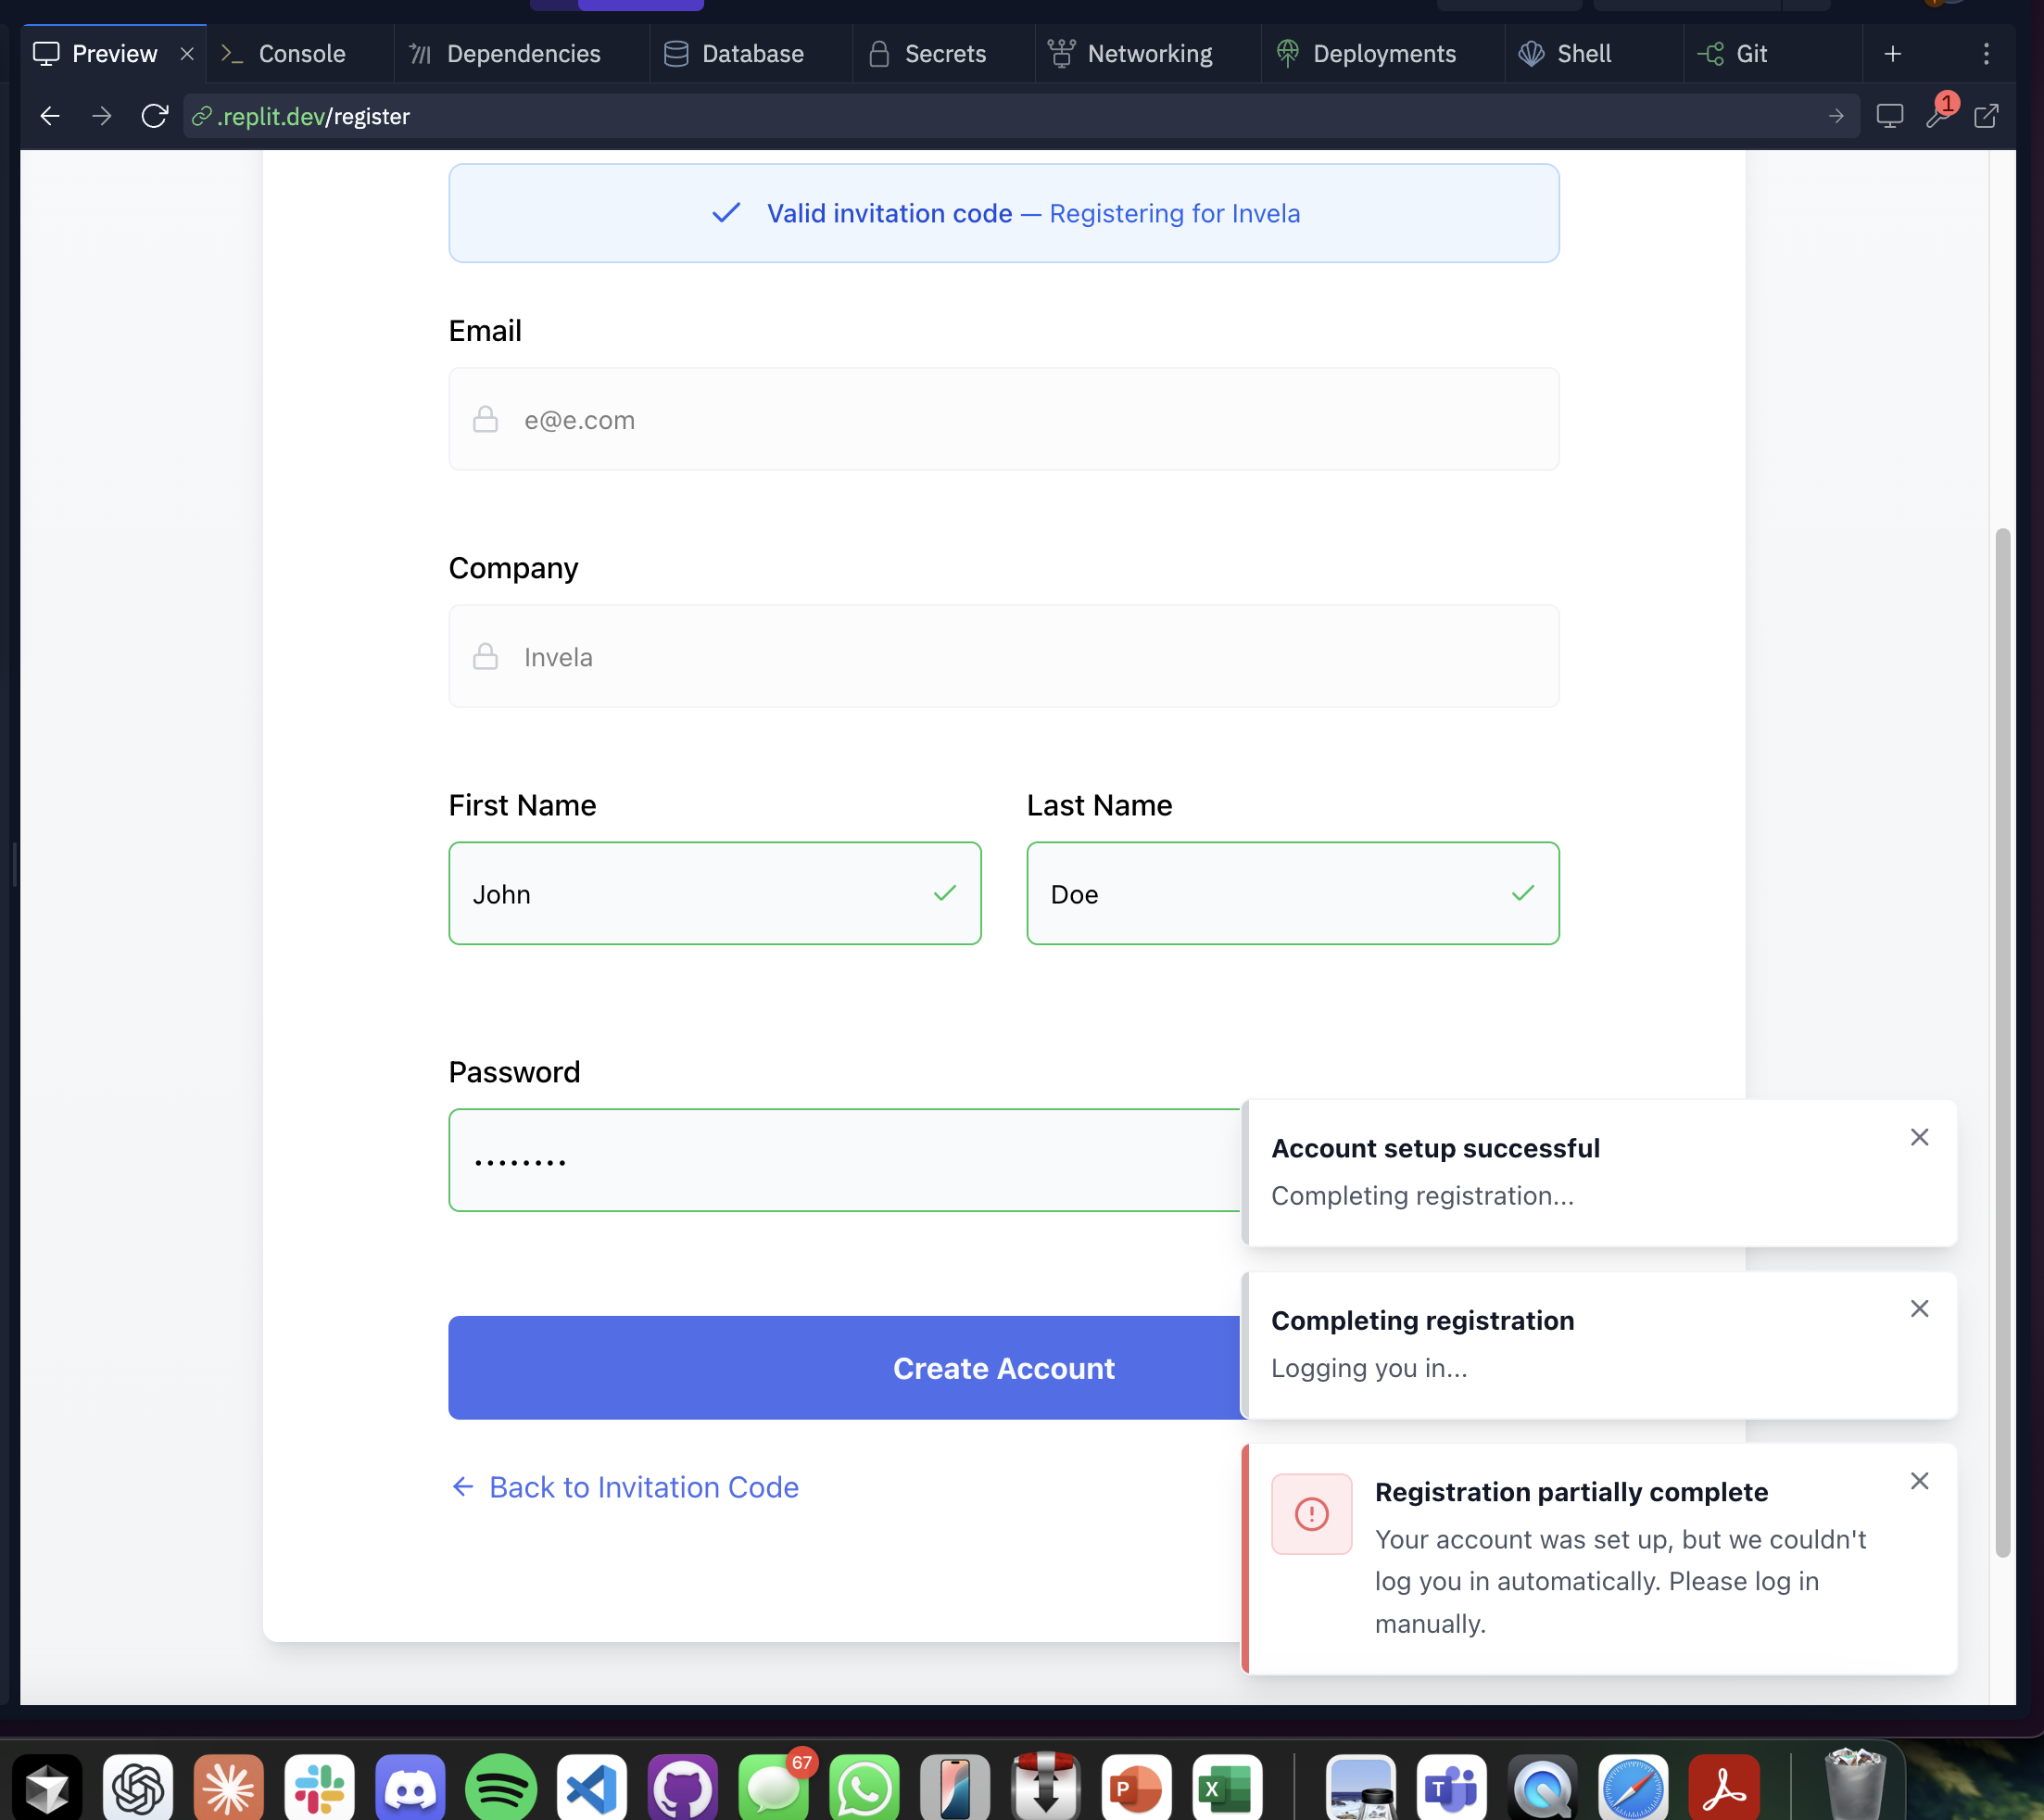 Preview
Console
Dependencies
Database
Secrets
Networking
Deployments
Shell
Git
.replit.dev/register
1
Valid invitation code — Registering for Invela
Email
e@e.com
Company
Invela
First Name
Last Name
John
Doe
Password
••••••••
Account setup successful
Completing registration...
Completing registration
Logging you in...
Create Account
Registration partially complete
Your account was set up, but we couldn't
log you in automatically. Please log in
manually.
← Back to Invitation Code
67
P
X
T